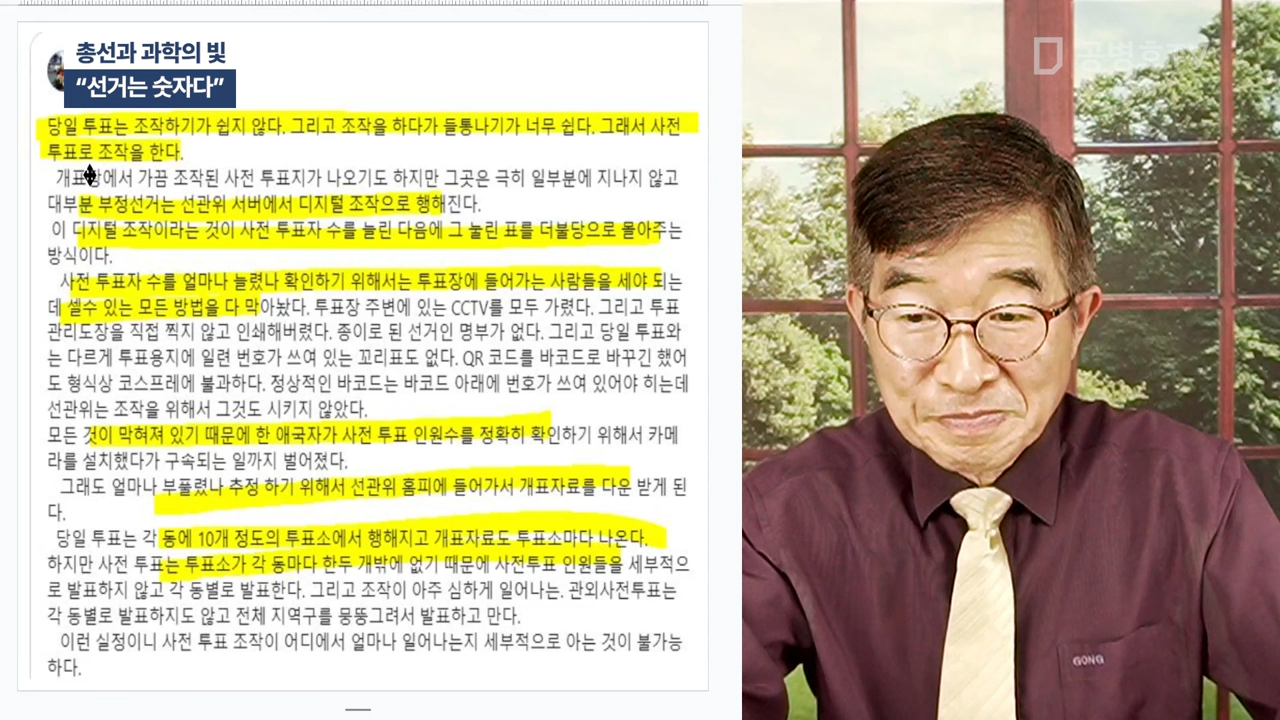 총선과 과학의 빛
“선거는 숫자다”
당일 투표는 조작하기가 쉽지 않다. 그리고 조작을 하다가 들통나기가 너무 쉽다. 그래서 사전
투표로 조작을 한다.
개표장에서 가끔 조작된 사전 투표지가 나오기도 하지만 그곳은 극히 일부분에 지나지 않고
대부분 부정선거는 선관위 서버에서 디지털 조작으로 행해진다.
이 디지털 조작이라는 것이 사전 투표자 수를 늘린 다음에 그 눌린 표를 더불당으로 몰아주는
방식이다.
사전 투표자 수를 얼마나 늘렸나 확인하기 위해서는 투표장에 들어가는 사람들을 세야 되는
데 셀수 있는 모든 방법을 다 막아놨다. 투표장 주변에 있는 CCTV를 모두 가렸다. 그리고 투표
관리도장을 직접 찍지 않고 인쇄해버렸다. 종이로 된 선거인 명부가 없다. 그리고 당일 투표와
는 다르게 투표용지에 일련 번호가 쓰여 있는 꼬리표도 없다. QR 코드를 바코드로 바꾸긴 했어
도 형식상 코스프레에 불과하다. 정상적인 바코드는 바코드 아래에 번호가 쓰여 있어야 히는데
선관위는 조작을 위해서 그것도 시키지 않았다.
모든 것이 막혀져 있기 때문에 한 애국자가 사전 투표 인원수를 정확히 확인하기 위해서 카메
라를 설치했다가 구속되는 일까지 벌어졌다.
그래도 얼마나 부풀렸나 추정 하기 위해서 선관위 홈피에 들어가서 개표자료를 다운 받게 된
다.
당일 투표는 각 동에 10개 정도의 투표소에서 행해지고 개표자료도 투표소마다 나온다.
하지만 사전 투표는 투표소가 각 동마다 한두 개밖에 없기 때문에 사전투표 인원들을 세부적으
로 발표하지 않고 각 동별로 발표한다. 그리고 조작이 아주 심하게 일어나는. 관외사전투표는
각 동별로 발표하지도 않고 전체 지역구를 뭉뚱그려서 발표하고 만다.
이런 실정이니 사전 투표 조작이 어디에서 얼마나 일어나는지 세부적으로 아는 것이 불가능
하다.
공병호TV
GONG